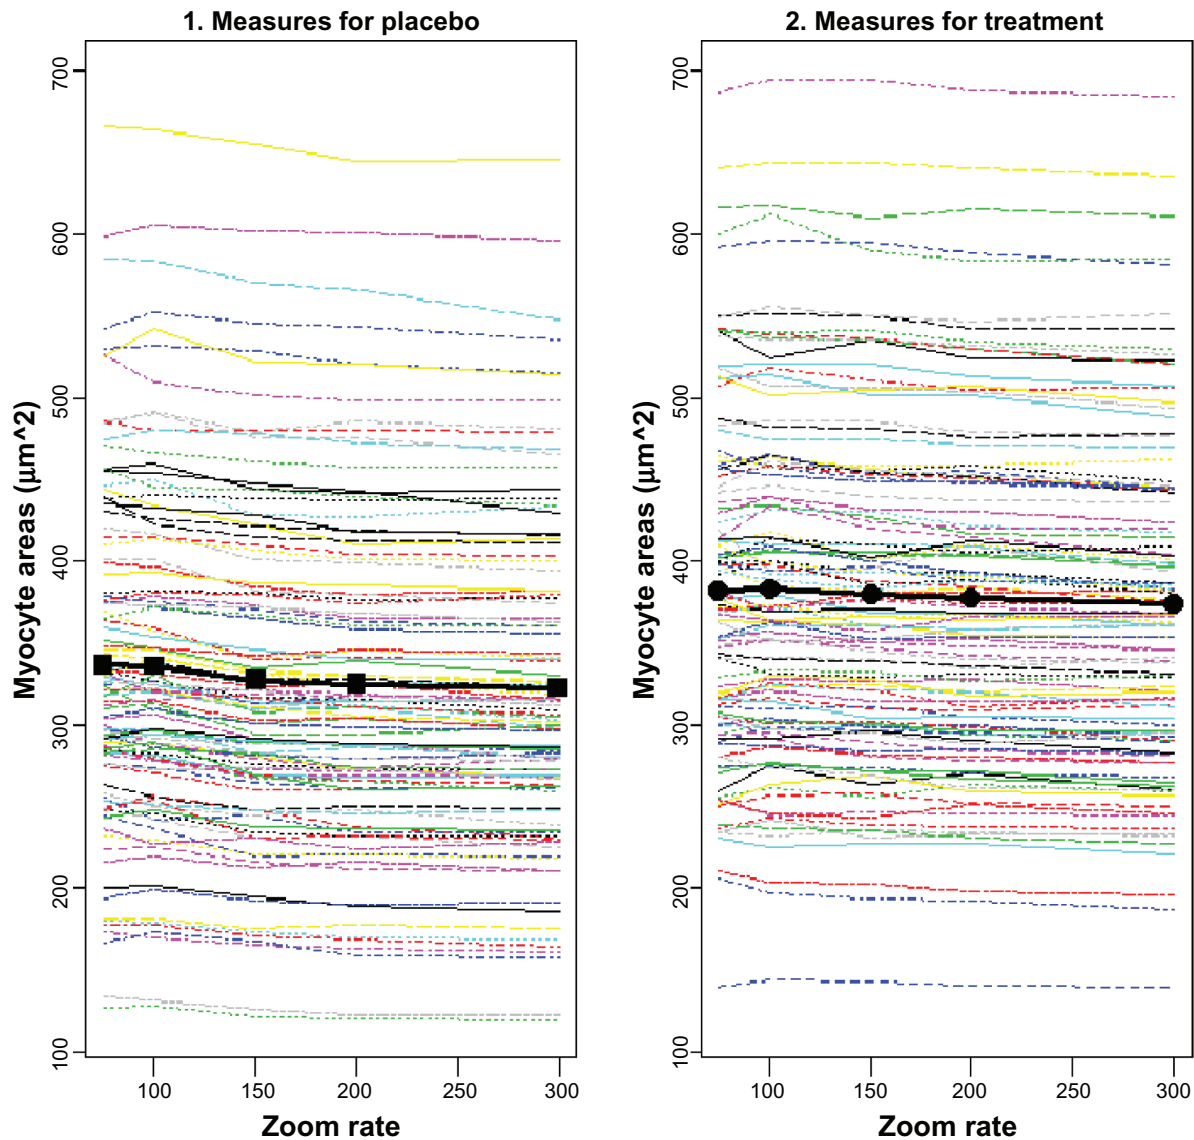 1. Measures for placebo
2. Measures for treatment
700
600
500
400
300
200
100
Myocyte areas (µm^2)
100 150 200 250 300
Zoom rate
700
600
500
400
300
200
100
Myocyte areas (µm^2)
100 150 200 250 300
Zoom rate